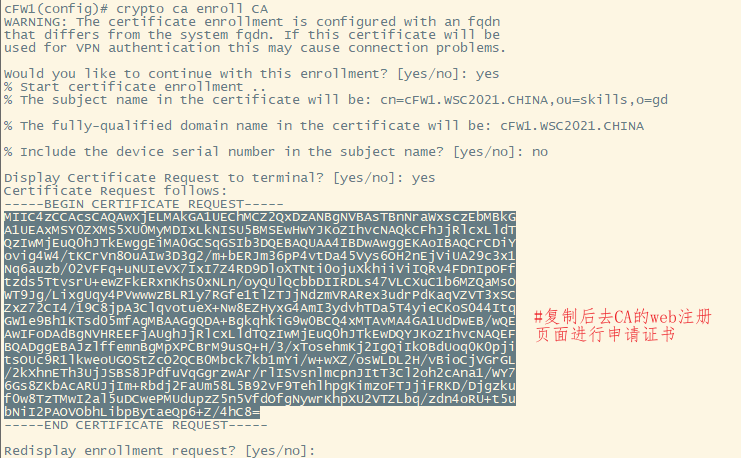 CFW1(config)# crypto ca enroll CA
WARNING: The certificate enrollment is configured with an fqdn
that differs from the system fqdn. If this certificate will be
used for VPN authentication this may cause connection problems.
Would you like to continue with this enrollment? [yes/no]: yes
% Start certificate enrollment ..
% The subject name in the certificate will be: cn=cFW1.WSC2021.CHINA,ou=skills,o=gd
% The fully-qualified domain name in the certificate will be: cFW1.WSC2021.CHINA
% Include the device serial number in the subject name? [yes/no]: no
Display Certificate Request to terminal? [yes/no]: yes
Certificate Request follows:
-----BEGIN CERTIFICATE REQUEST-----
MIIC4zCCAcsCAQAwXjELMAkGA1UEChMCZ2QxDzANBgNVBAsTBnNraWxsczEbMBkG
A1UEAxMSY0ZXMS5XU0MyMDIxLkNISU5BMSEwHwYJKoZIhvcNAQkCFhJjRlcxLldT
QzIwMjEuQ0hJTkEwggEiMA0GCSqGSIb3DQEBAQUAA4IBDwAwggEKAoIBAQCrCDiY
ovig4W4/tKCrVn8OuAIw3D3g2/m+bERJm36pP4vtDa45Vys6OH2nEjViUA29c3x1
Nq6auzb/O2VFFq+uNUIeVX7IxI7Z4RD9DloXTNti0ojuXkhiiViIQRv4FDnIpOFf
tzds5TtvsrU+ewZFkERxnKhsOxNLn/oyQUlQcbbDIIRDLs47VLCXuC1b6MZQaMsO
WT9Jg/LixgUqy4PVwwwzBLR1y7RGfe1tlZTJjNdzmVRARex3udrPdKaqVZvT3xSC
ZxZ72CI4/19C8jpA3ClqvotueX+Nw8EZHyxG4AmI3ydvhTDa5T4yieCKoSO44Itq
GW1e9Bh1KTsd05mfAgMBAAGgQDA+BgkqhkiG9w0BCQ4xMTAvMA4GA1UdDwEB/wQE
AwIFoDAdBgNVHREEFjAUghJjRlcxLldTQzIwMjEuQ0hJTkEwDQYJKoZIhvcNAQEF
BQADggEBAJZlffemnBgMpXPCBrM9usQ+H/3/xTosehmKj2IgQiIkOBdUoqOKOpji
tsOUc9R1lkweoUGOStZcO2QCBOMbck7kb1mYi/w+wXZ/osWLDL2H/vBioCjVGrGL
/2kXhnETh3UjJSBS8JPdfuVqGgrzwAr/rlISvsnlmcpnJItT3Cl2oh2cAna1/WY7
6Gs8ZKbAcARUJjIm+Rbdj2FaUm58L5B92vF9TehlhpgKimzoFTJjiFRKD/Djgzku
f0w8TzTMwI2al5uDCwePMUdupzZ5n5VfdOfgNywrKhpXU2VTZLbq/zdn4oRU+t5u
bNiI2PAOVObhLibpBytaeQp6+Z/4hC8=
-----END CERTIFICATE REQUEST-----
Redisplay enrollment request? [yes/no]:
#复制后去CA的web注册
页面进行申请证书